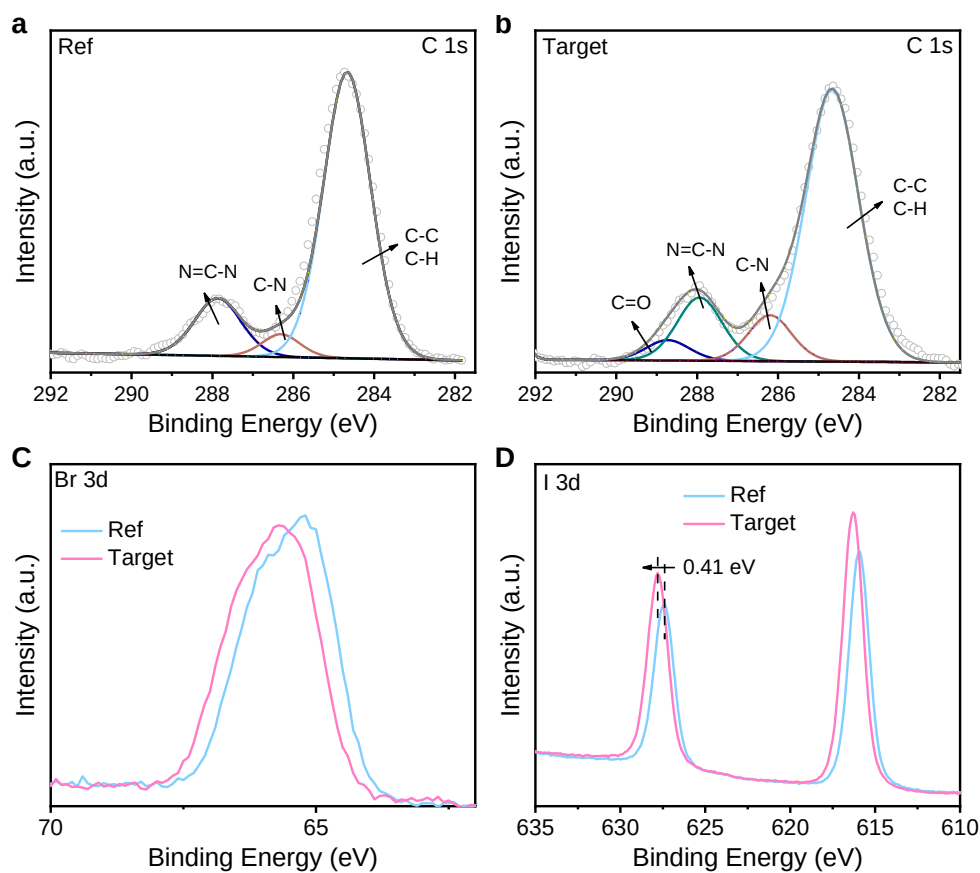 a
b
Ref
C 1s
N=C-N
C-N
C-C
C-H
Intensity (a.u.)
292 290 288 286 284 282
Binding Energy (eV)
Target
C 1s
C=O
N=C-N
C-N
C-C
C-H
Intensity (a.u.)
292 290 288 286 284 282
Binding Energy (eV)
C
D
Br 3d
Ref
Target
Intensity (a.u.)
70 65
Binding Energy (eV)
I 3d
Ref
Target
0.41 eV
Intensity (a.u.)
635 630 625 620 615 610
Binding Energy (eV)